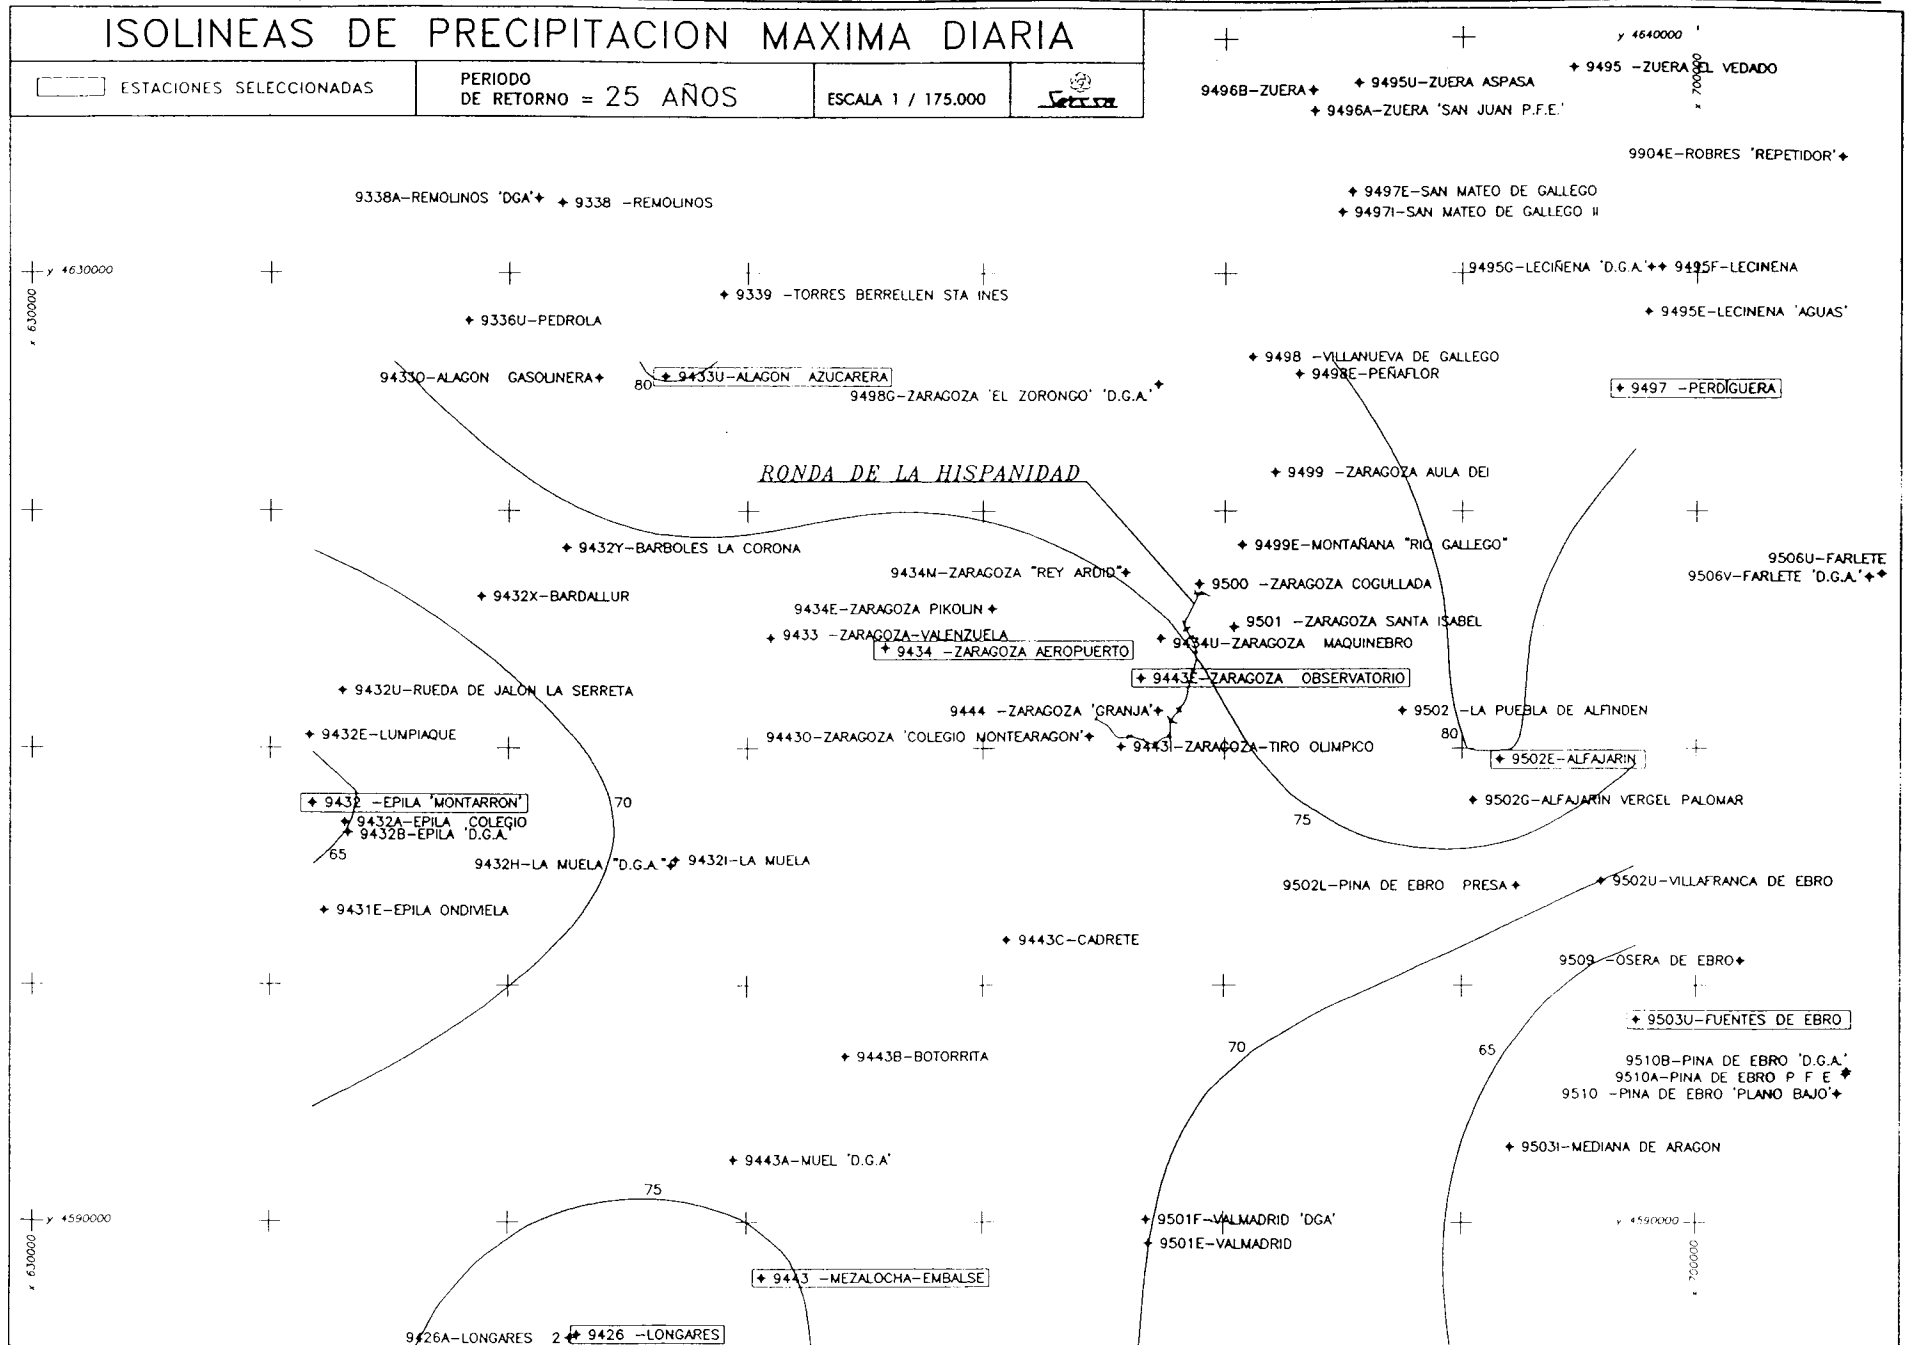 ISOLINEAS DE PRECIPITACION MAXIMA DIARIA
ESTACIONES SELECCIONADAS
PERIODO
DE RETORNO = 25 AÑOS
ESCALA 1 / 175.000
y 4640000
x 700000
9495 -ZUERA EL VEDADO
9495U-ZUERA ASPASA
9496B-ZUERA
9496A-ZUERA 'SAN JUAN P.F.E.'
9904E-ROBRES 'REPETIDOR'
9338A-REMOLINOS 'DGA'
9338 -REMOLINOS
9497E-SAN MATEO DE GALLEGO
9497I-SAN MATEO DE GALLEGO II
y 4630000
x 630000
9495G-LECIÑENA 'D.G.A.'
9495F-LECINENA
9339 -TORRES BERRELLEN STA INES
9495E-LECINENA 'AGUAS'
9336U-PEDROLA
9498 -VILLANUEVA DE GALLEGO
9498E-PEÑAFLOR
9433O-ALAGON GASOLINERA
80
9433U-ALAGON AZUCARERA
9498G-ZARAGOZA 'EL ZORONGO' 'D.G.A.'
9497 -PERDIGUERA
RONDA DE LA HISPANIDAD
9499 -ZARAGOZA AULA DEI
9432Y-BARBOLES LA CORONA
9499E-MONTAÑANA "RIO GALLEGO"
9506U-FARLETE
9506V-FARLETE 'D.G.A.'
9434M-ZARAGOZA "REY ARDID"
9500 -ZARAGOZA COGULLADA
9432X-BARDALLUR
9434E-ZARAGOZA PIKOLIN
9501 -ZARAGOZA SANTA ISABEL
9433 -ZARAGOZA-VALENZUELA
9434U-ZARAGOZA MAQUINEBRO
9434 -ZARAGOZA AEROPUERTO
9443E-ZARAGOZA OBSERVATORIO
9432U-RUEDA DE JALON LA SERRETA
9444 -ZARAGOZA 'GRANJA'
9502 -LA PUEBLA DE ALFINDEN
9432E-LUMPIAQUE
9443O-ZARAGOZA 'COLEGIO MONTEARAGON'
9443I-ZARAGOZA-TIRO OLIMPICO
80
9502E-ALFAJARIN
9432 -EPILA 'MONTARRON'
70
9502G-ALFAJARIN VERGEL PALOMAR
9432A-EPILA COLEGIO
75
9432B-EPILA 'D.G.A.'
65
9432H-LA MUELA "D.G.A."
9432I-LA MUELA
9502L-PINA DE EBRO PRESA
9502U-VILLAFRANCA DE EBRO
9431E-EPILA ONDIVIELA
9443C-CADRETE
9509 -OSERA DE EBRO
9503U-FUENTES DE EBRO
70
65
9443B-BOTORRITA
9510B-PINA DE EBRO 'D.G.A.'
9510A-PINA DE EBRO P F E
9510 -PINA DE EBRO 'PLANO BAJO'
9503I-MEDIANA DE ARAGON
9443A-MUEL 'D.G.A'
75
y 4590000
x 630000
9501F-VALMADRID 'DGA'
y 4590000
x 700000
9501E-VALMADRID
9443 -MEZALOCHA-EMBALSE
9426A-LONGARES 2
9426 -LONGARES